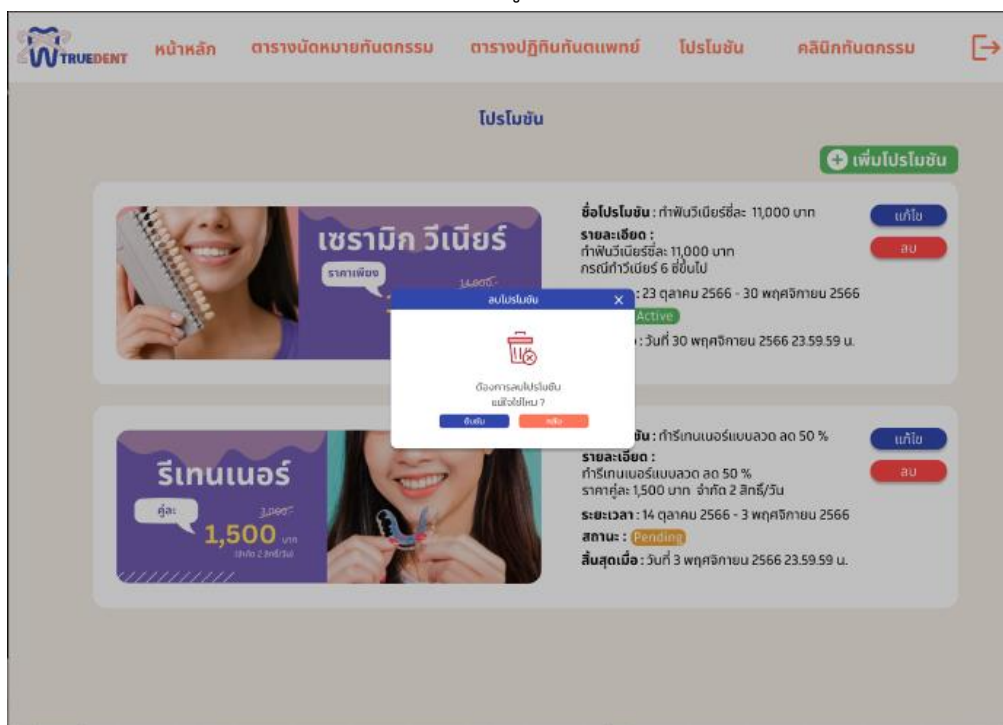 TRUEDENT
หน้าหลัก
ตารางนัดหมายทันตกรรม
ตารางปฏิทินทันตแพทย์
โปรโมชัน
คลินิกทันตกรรม
โปรโมชัน
เพิ่มโปรโมชัน
เซรามิก วีเนียร์
ราคาเพียง
14,000.-
ชื่อโปรโมชัน : ทำฟันวีเนียร์ซี่ละ 11,000 บาท
รายละเอียด :
ทำฟันวีเนียร์ซี่ละ 11,000 บาท
กรณีทำวีเนียร์ 6 ซี่ขึ้นไป
: 23 ตุลาคม 2566 - 30 พฤศจิกายน 2566
Active
: วันที่ 30 พฤศจิกายน 2566 23.59.59 น.
แก้ไข
ลบ
ลบโปรโมชัน
ต้องการลบโปรโมชัน
แน่ใจใช่ไหม ?
ยืนยัน
กลับ
รีเทนเนอร์
คู่ละ
3,000.-
1,500 บาท
(จำกัด 2 สิทธิ์/วัน)
ชัน : ทำรีเทนเนอร์แบบลวด ลด 50 %
รายละเอียด :
ทำรีเทนเนอร์แบบลวด ลด 50 %
ราคาคู่ละ 1,500 บาท จำกัด 2 สิทธิ์/วัน
ระยะเวลา : 14 ตุลาคม 2566 - 3 พฤศจิกายน 2566
สถานะ : Pending
สิ้นสุดเมื่อ : วันที่ 3 พฤศจิกายน 2566 23.59.59 น.
แก้ไข
ลบ